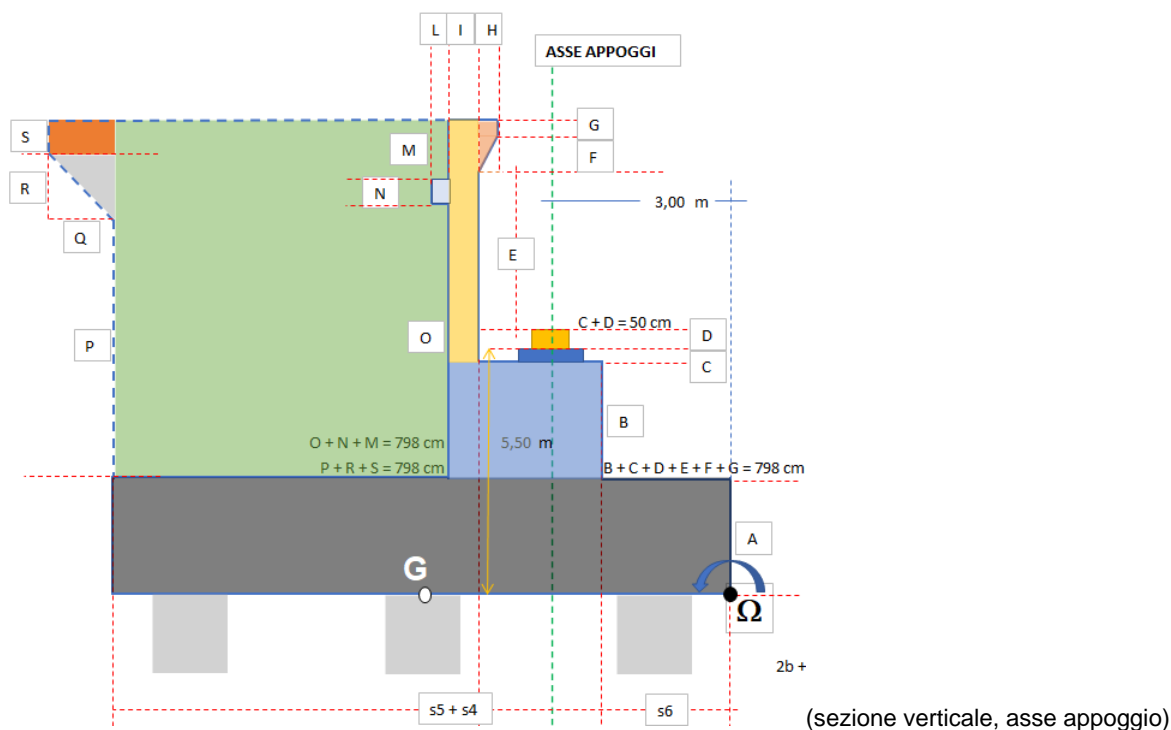 L I H
ASSE APPOGGI
S
M
G
F
R
N
3,00 m
Q
E
C + D = 50 cm
P
O
D
C
B
O + N + M = 798 cm
5,50 m
P + R + S = 798 cm
B + C + D + E + F + G = 798 cm
A
G
Ω
2b +
s5 + s4
s6
(sezione verticale, asse appoggio)